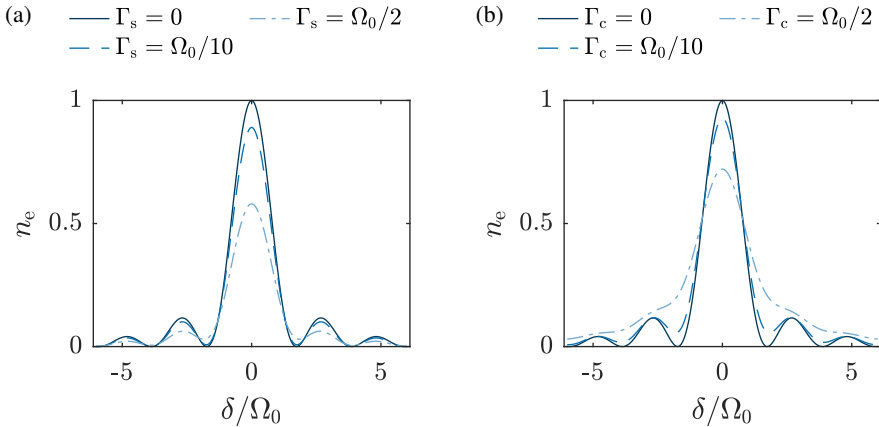 (a)
Γs = 0
Γs = Ω0/2
Γs = Ω0/10
1
0.5
0
ne
-5
0
5
δ/Ω0
(b)
Γc = 0
Γc = Ω0/2
Γc = Ω0/10
1
0.5
0
ne
-5
0
5
δ/Ω0